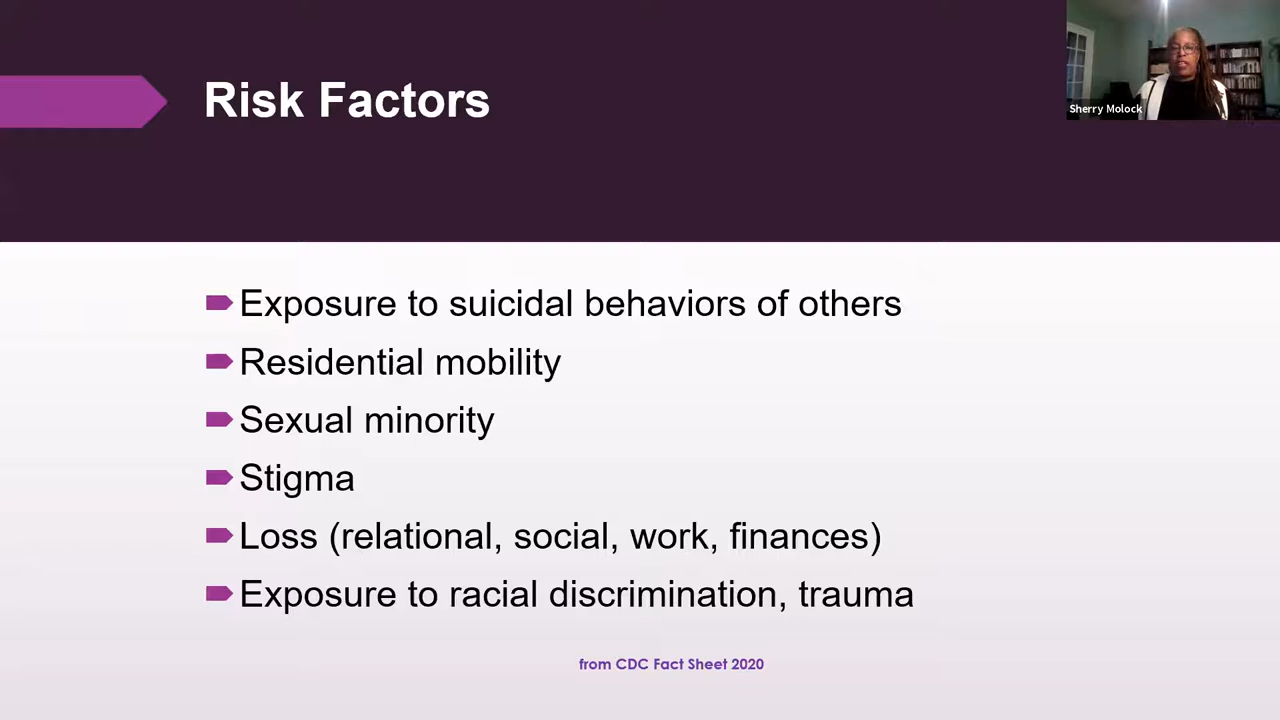 Risk Factors
Sherry Molock
Exposure to suicidal behaviors of others
Residential mobility
Sexual minority
Stigma
Loss (relational, social, work, finances)
Exposure to racial discrimination, trauma
from CDC Fact Sheet 2020